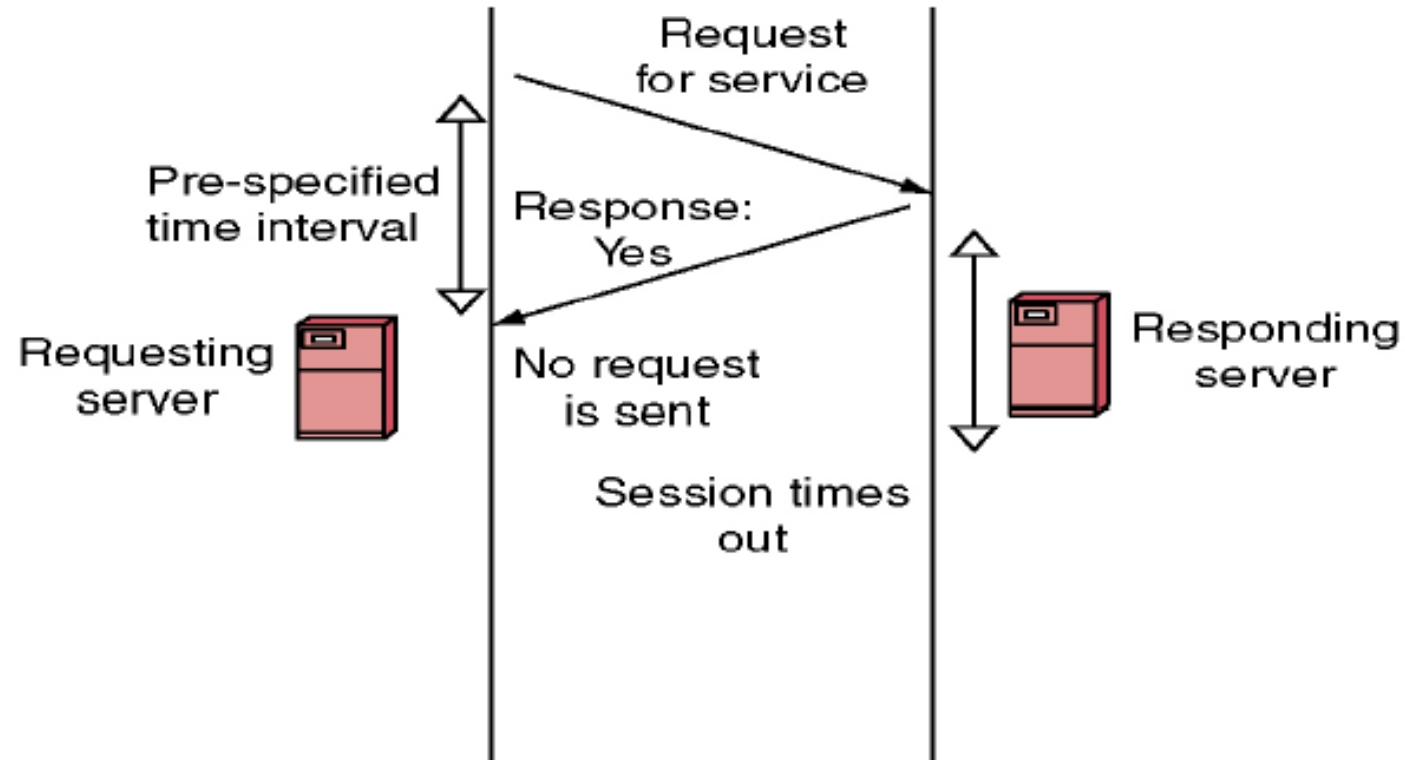 Request
for service
Pre-specified
time interval
Response:
Yes
Requesting
server
No request
is sent
Responding
server
Session times
out